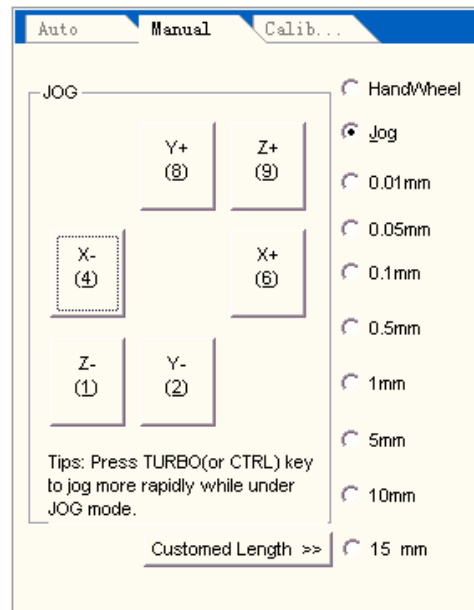 Auto Manual Calib...
JOG
HandWheel
Y+ Z+
(8) (9)
Jog
0.01mm
0.05mm
X- X+
(4) (6)
0.1mm
0.5mm
Z- Y-
(1) (2)
1mm
5mm
Tips: Press TURBO(or CTRL) key
to jog more rapidly while under
JOG mode.
10mm
Customed Length >> 15 mm